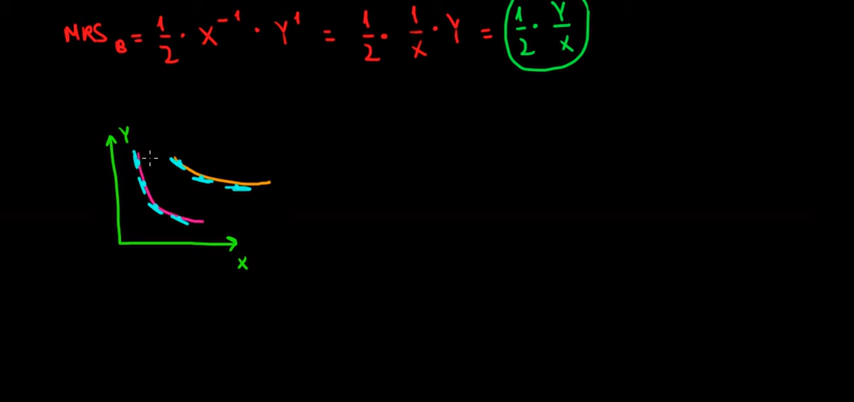 MRS_B = 1/2 · X^-1 · Y^1 = 1/2 · 1/x · Y = 1/2 · Y/x
Y
X